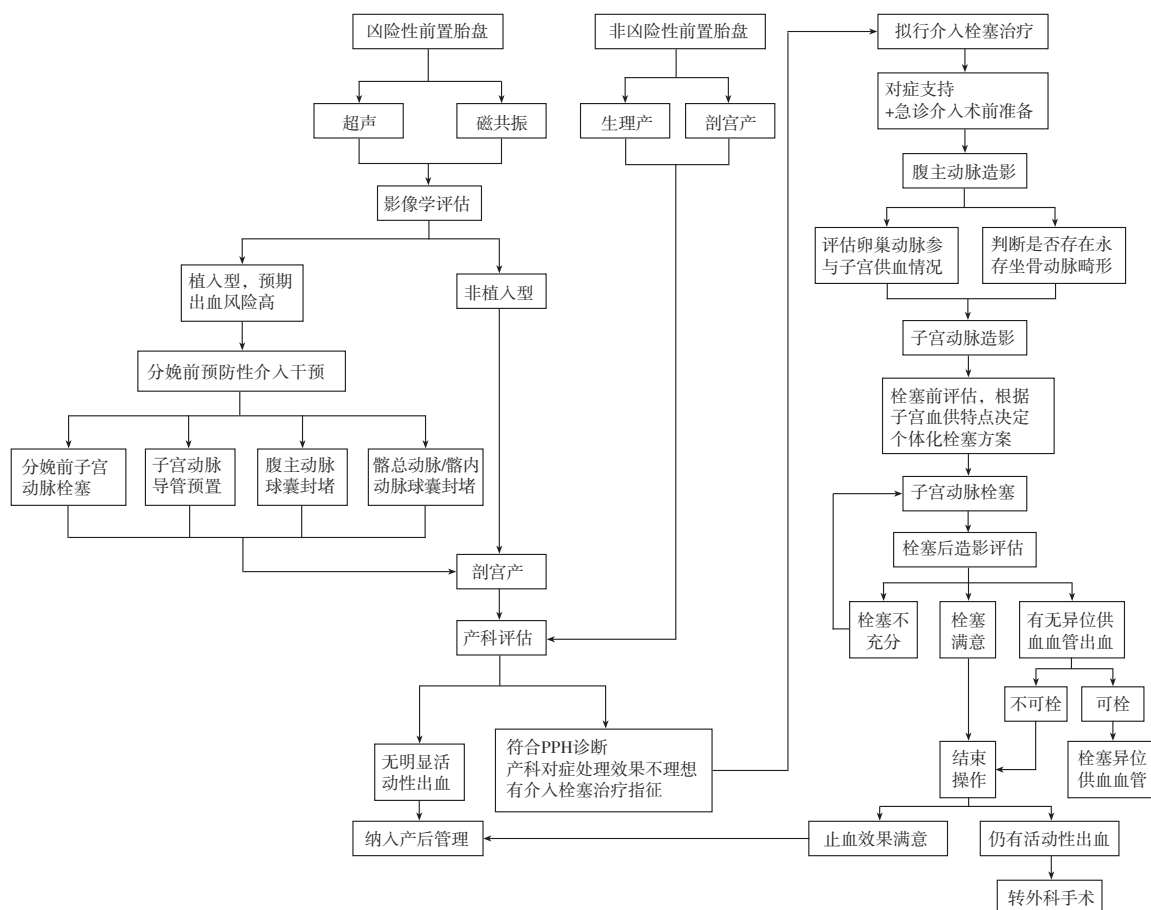 凶险性前置胎盘
非凶险性前置胎盘
拟行介入栓塞治疗
超声
磁共振
生理产
剖宫产
对症支持
+急诊介入术前准备
影像学评估
腹主动脉造影
植入型，预期
出血风险高
非植入型
评估卵巢动脉参
与子宫供血情况
判断是否存在永
存坐骨动脉畸形
分娩前预防性介入干预
子宫动脉造影
栓塞前评估，根据
子宫血供特点决定
个体化栓塞方案
分娩前子宫
动脉栓塞
子宫动脉
导管预置
腹主动脉
球囊封堵
髂总动脉/髂内
动脉球囊封堵
子宫动脉栓塞
栓塞后造影评估
剖宫产
产科评估
栓塞不
充分
栓塞
满意
有无异位供
血血管出血
不可栓
可栓
无明显活
动性出血
符合PPH诊断
产科对症处理效果不理想
有介入栓塞治疗指征
结束
操作
栓塞异位
供血血管
纳入产后管理
止血效果满意
仍有活动性出血
转外科手术